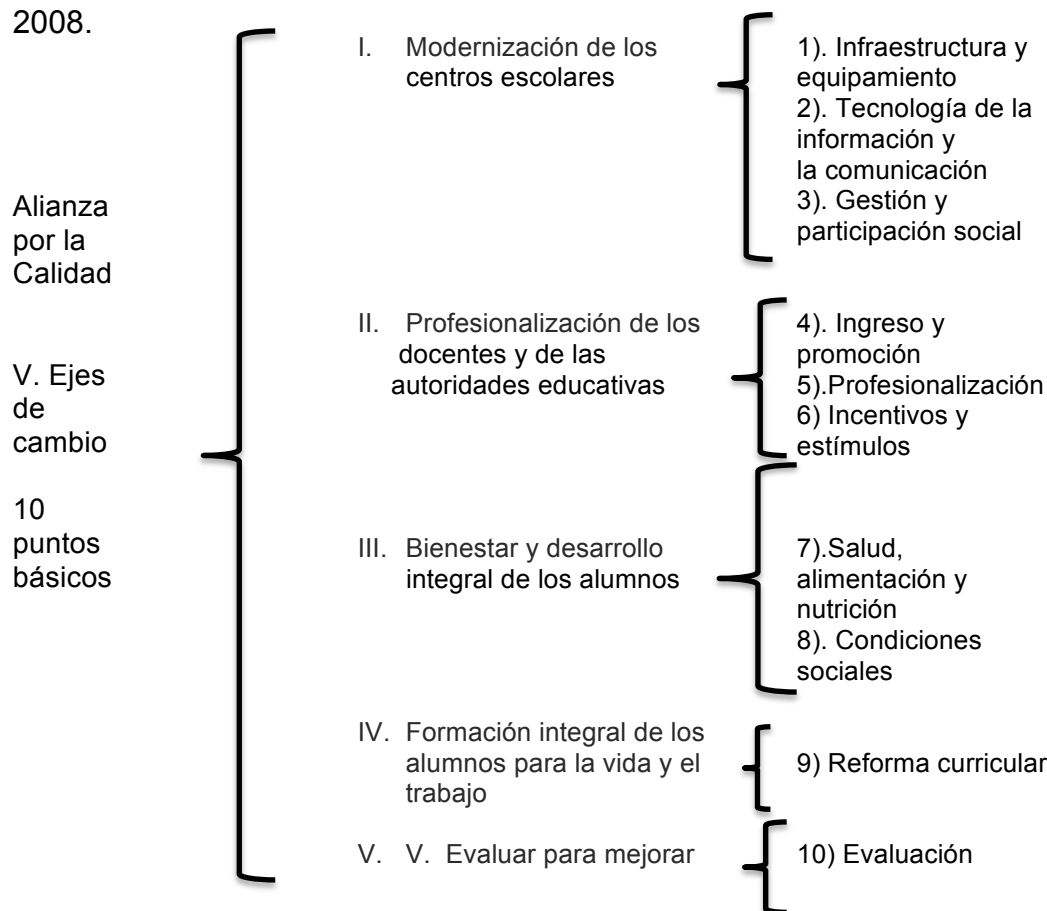 2008.
Alianza
por la
Calidad
V. Ejes
de
cambio
10
puntos
básicos
I. Modernización de los
centros escolares
1). Infraestructura y
equipamiento
2). Tecnología de la
información y
la comunicación
3). Gestión y
participación social
II. Profesionalización de los
docentes y de las
autoridades educativas
4). Ingreso y
promoción
5).Profesionalización
6) Incentivos y
estímulos
III. Bienestar y desarrollo
integral de los alumnos
7).Salud,
alimentación y
nutrición
8). Condiciones
sociales
IV. Formación integral de los
alumnos para la vida y el
trabajo
9) Reforma curricular
V. V. Evaluar para mejorar
10) Evaluación